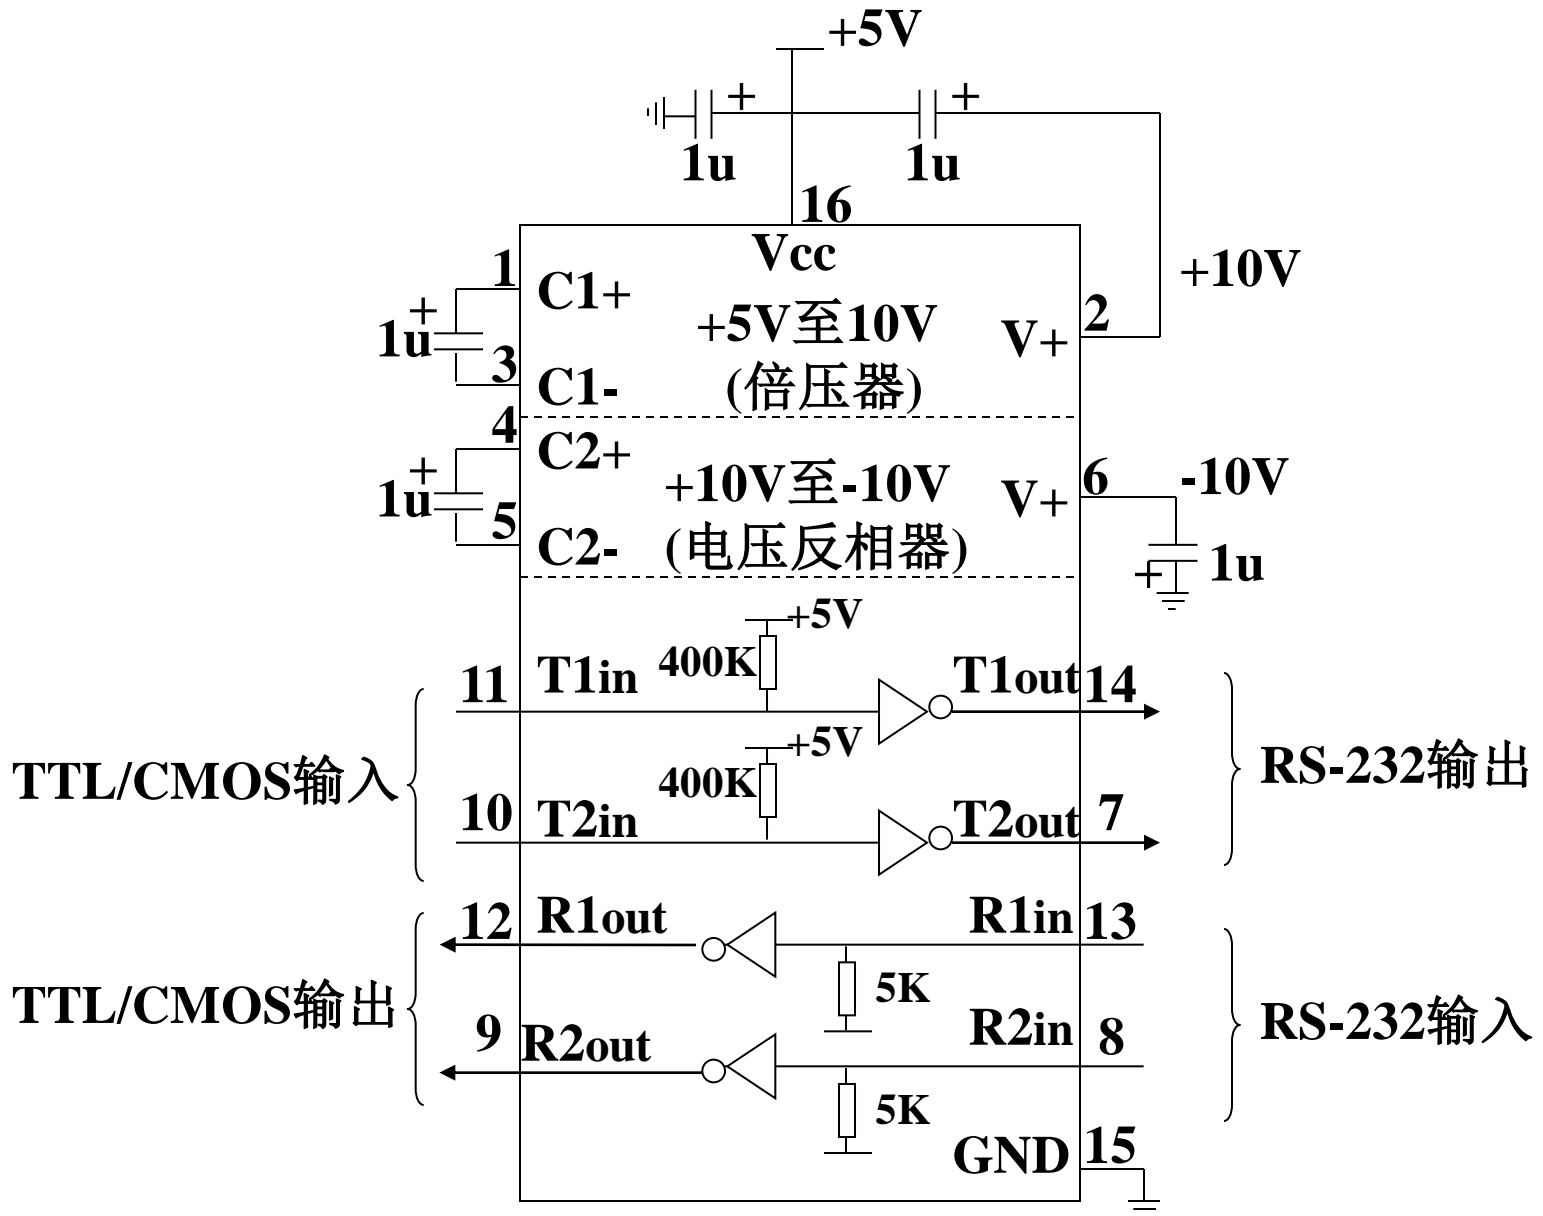 +5V
+ +
1u 1u
16
Vcc
1 C1+
+10V
+
1u
+5V至10V
V+ 2
3 C1-
(倍压器)
4 C2+
+
1u
+10V至-10V
V+ 6
-10V
5 C2-
(电压反相器)
+ 1u
+5V
400K
11 T1in
T1out 14
+5V
400K
TTL/CMOS输入
RS-232输出
10 T2in
T2out 7
12 R1out
R1in 13
5K
TTL/CMOS输出
RS-232输入
9 R2out
R2in 8
5K
GND 15